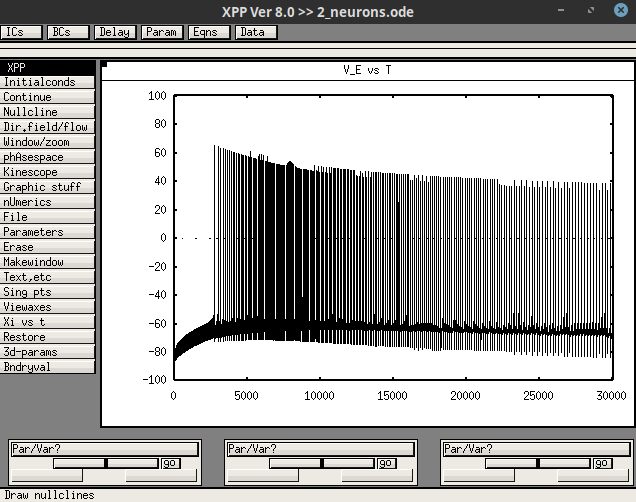 XPP Ver 8.0 >> 2_neurons.ode
ICs BCs Delay Param Eqns Data
XPP
Initialconds
Continue
Nullcline
Dir.field/flow
Window/zoom
phAsespace
Kinescope
Graphic stuff
nUmerics
File
Parameters
Erase
Makewindow
Text,etc
Sing pts
Viewaxes
Xi vs t
Restore
3d-params
Bndryval
V_E vs T
100
80
60
40
20
0
-20
-40
-60
-80
-100
0 5000 10000 15000 20000 25000 30000
Par/Var? Par/Var? Par/Var?
go go go
Draw nullclines